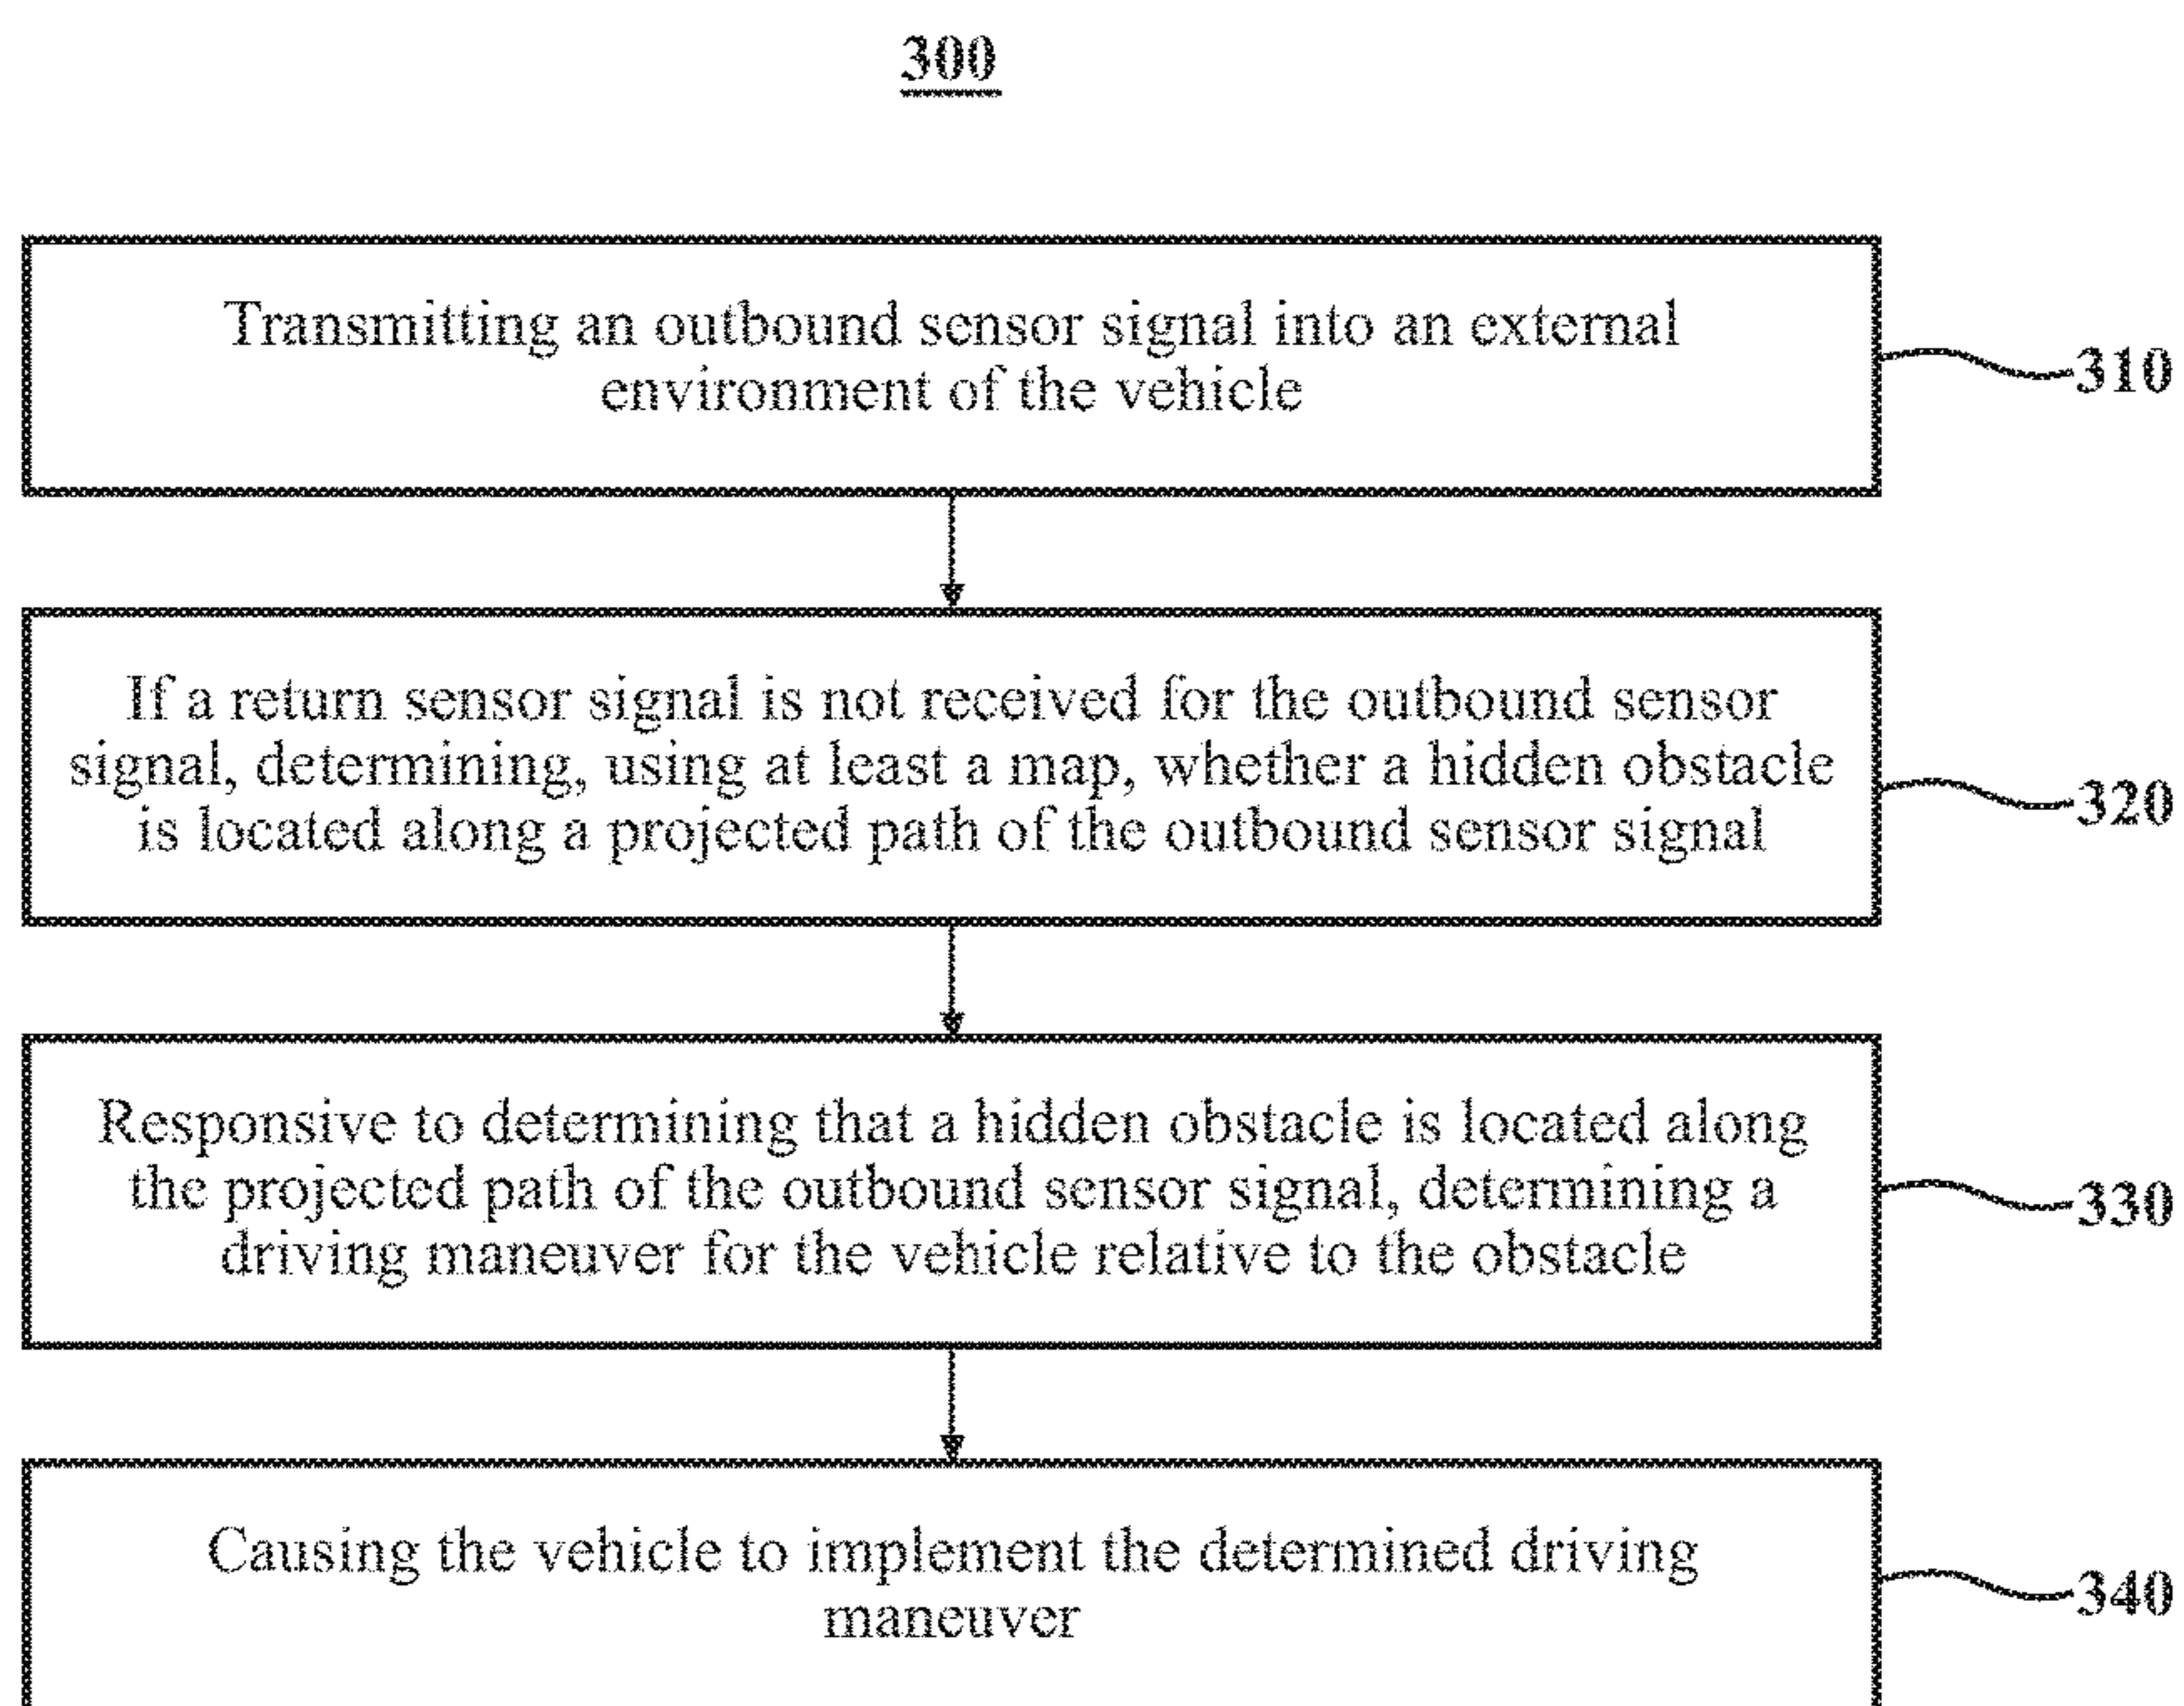 300
Transmitting an outbound sensor signal into an external
environment of the vehicle
310
If a return sensor signal is not received for the outbound sensor
signal, determining, using at least a map, whether a hidden obstacle
is located along a projected path of the outbound sensor signal
320
Responsive to determining that a hidden obstacle is located along
the projected path of the outbound sensor signal, determining a
driving maneuver for the vehicle relative to the obstacle
330
Causing the vehicle to implement the determined driving
maneuver
340